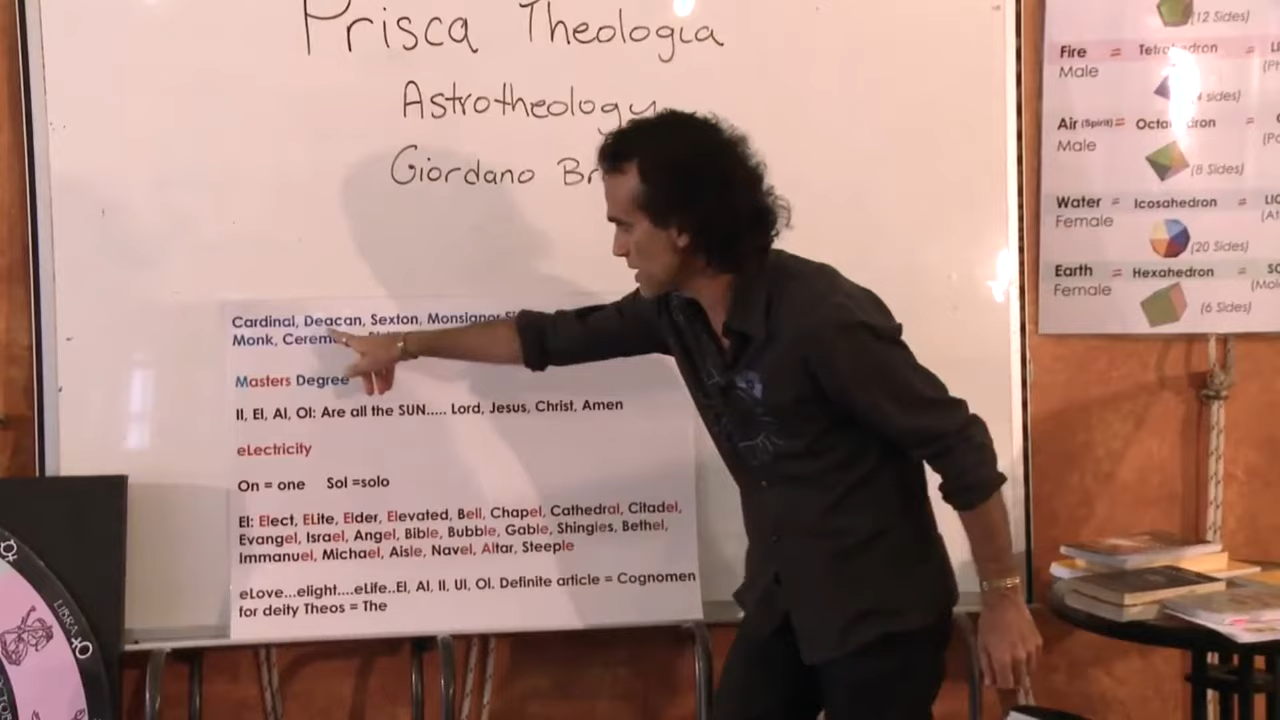 Prisca Theologia
Astrotheology
Giordano
Cardinal, Deacan, Sexton, Monsignor
Monk,
Masters Degree
Il, El, Al, Ol: Are all the SUN..... Lord, Jesus, Christ, Amen
eLectricity
On = one Sol =solo
El: Elect, ELite, Elder, Elevated, Bell, Chapel, Cathedral, Citadel,
Evangel, Israel, Angel, Bible, Bubble, Gable, Shingles, Bethel,
Immanuel, Michael, Aisle, Navel, Altar, Steeple
eLove...elight....eLife..El, Al, Il, Ul, Ol. Definite article = Cognomen
for deity Theos = The
(12 Sides)
Fire = Tetrahedron =
Male
sides)
Air (Spirit) = Octahedron =
Male
(8 Sides)
Water = Icosahedron =
Female
(20 Sides)
Earth = Hexahedron =
Female
(6 Sides)
LIBRA